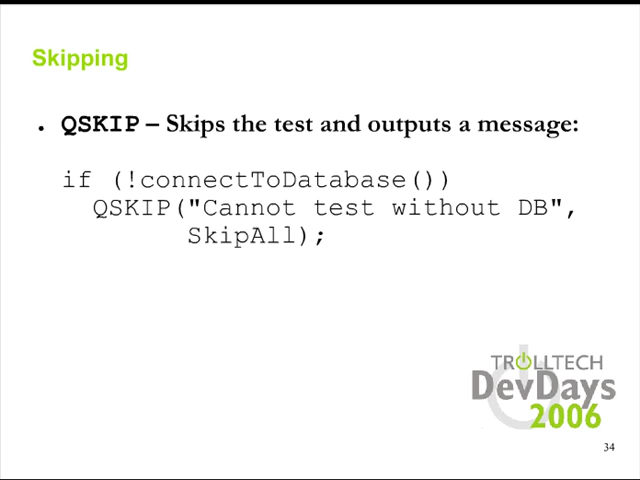 Skipping
• QSKIP – Skips the test and outputs a message:
if (!connectToDatabase())
QSKIP("Cannot test without DB",
SkipAll);
TROLLTECH
DevDays
2006
34